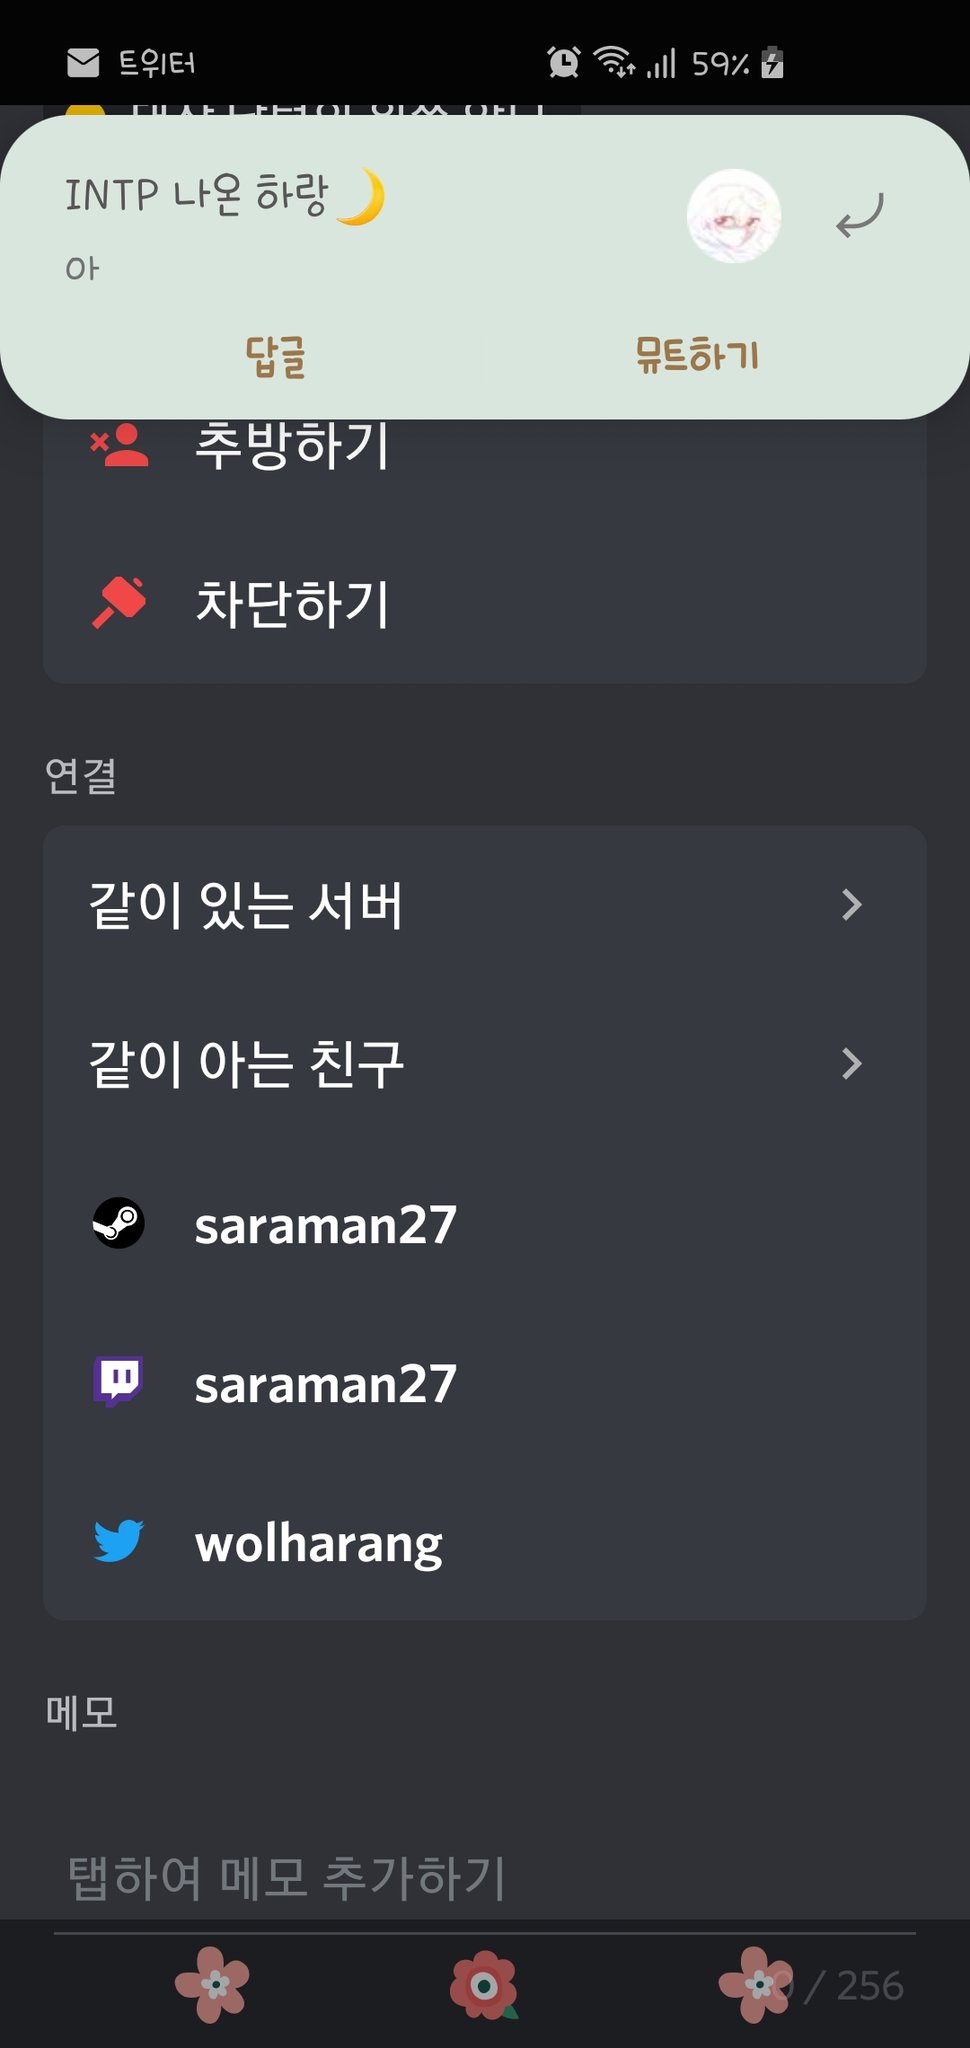 트위터
59%
INTP 나온 하랑🌙
아
답글
뮤트하기
추방하기
차단하기
연결
같이 있는 서버
같이 아는 친구
saraman27
saraman27
wolharang
메모
탭하여 메모 추가하기
0 / 256